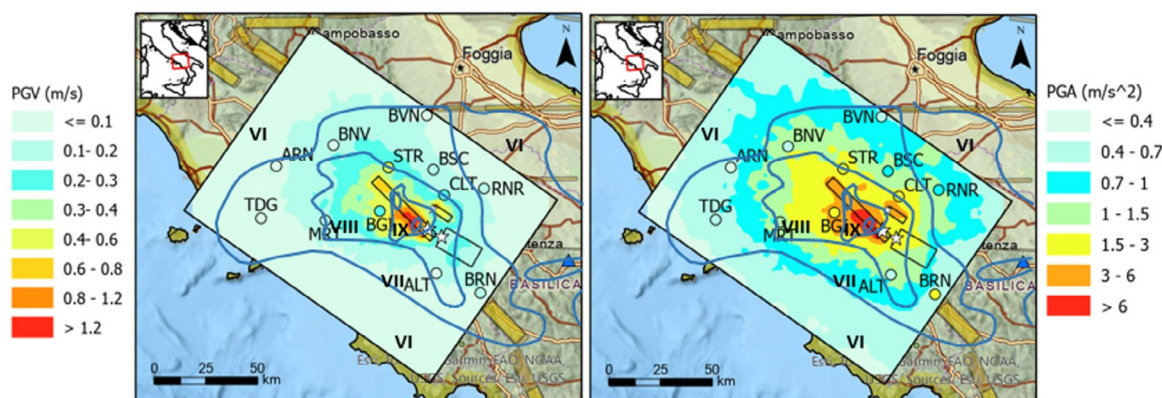 PGV (m/s)
<= 0.1
0.1- 0.2
0.2- 0.3
0.3- 0.4
0.4- 0.6
0.6 - 0.8
0.8 - 1.2
> 1.2
N
Campobasso
Foggia
BVN
VI
VI
BNV
ARN
STR
BSC
CLT
RNR
TDG
VIII
BGI
IX
VII
ALT
BRN
BASILICA
VI
0 25 50
km
N
Campobasso
Foggia
BVN
VI
VI
BNV
ARN
STR
BSC
CLT
RNR
TDG
VIII
IX
VII
ALT
BRN
BASILICA
VI
0 25 50
km
PGA (m/s^2)
<= 0.4
0.4 - 0.7
0.7 - 1
1 - 1.5
1.5 - 3
3 - 6
> 6